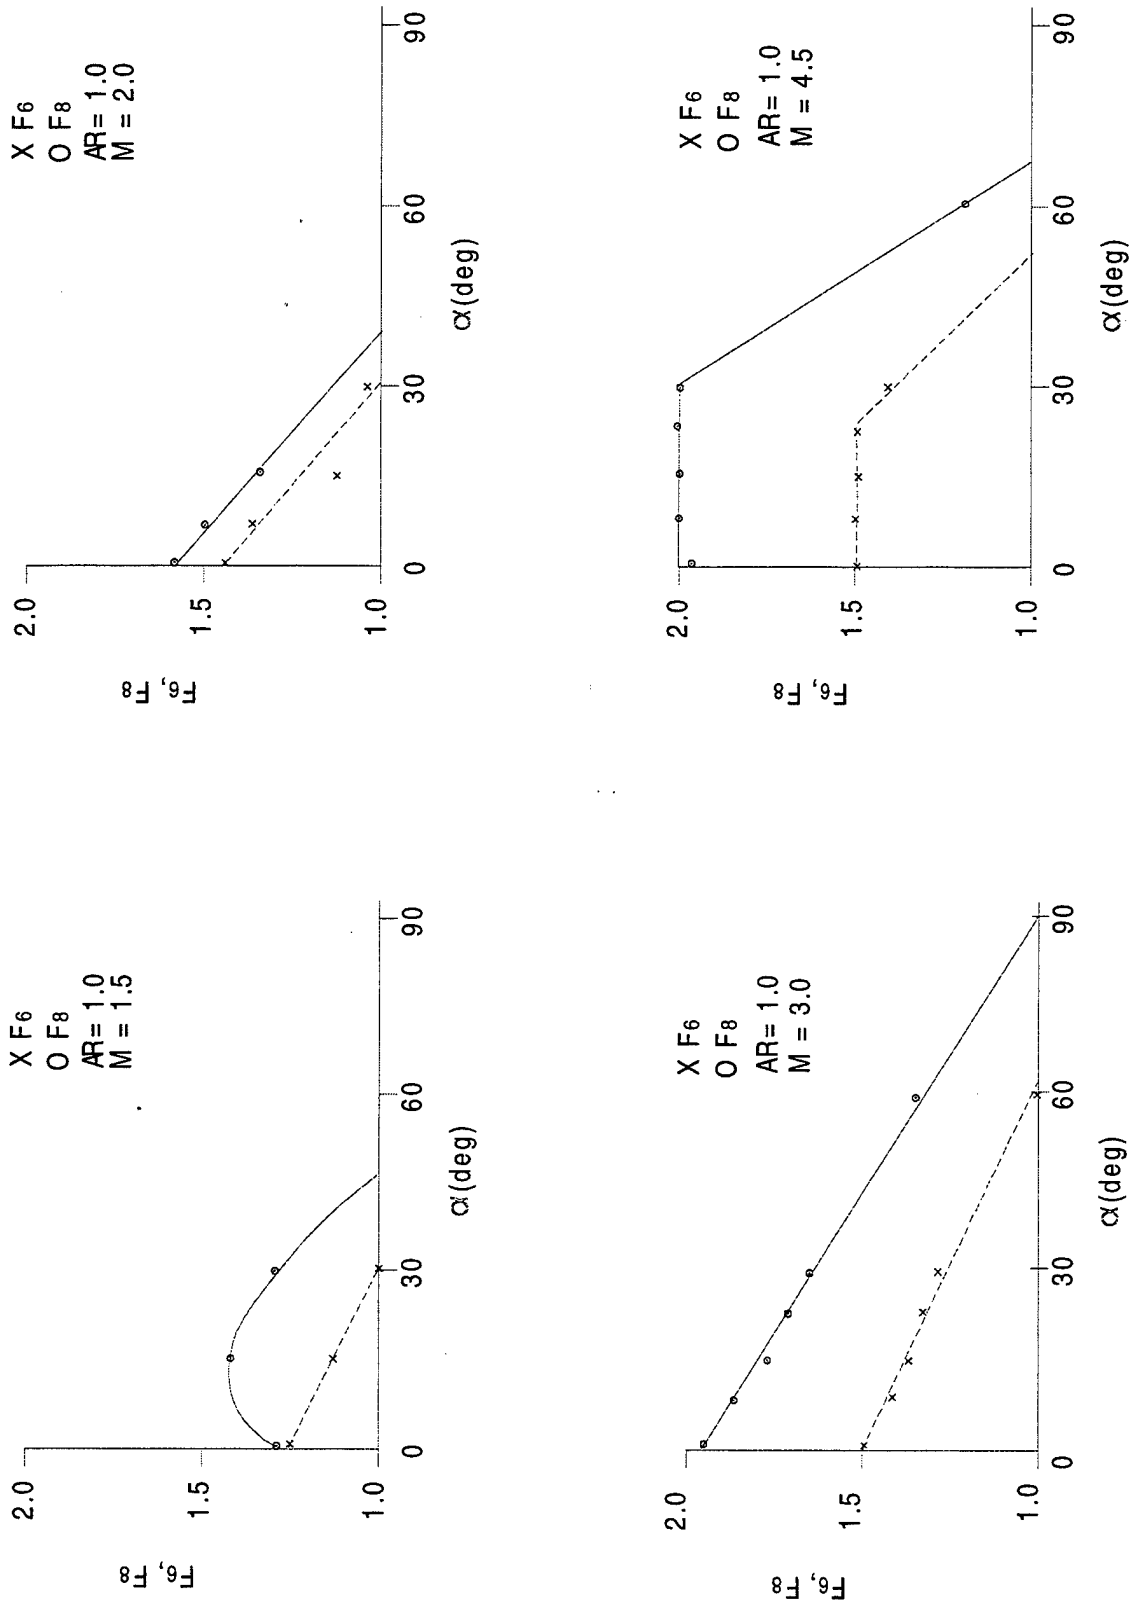 X F6
O F8
AR= 1.0
M = 1.5
2.0
1.5
1.0
F6, F8
0
30
60
90
α(deg)
X F6
O F8
AR= 1.0
M = 2.0
2.0
1.5
1.0
F6, F8
0
30
60
90
α(deg)
X F6
O F8
AR= 1.0
M = 3.0
2.0
1.5
1.0
F6, F8
0
30
60
90
α(deg)
X F6
O F8
AR= 1.0
M = 4.5
2.0
1.5
1.0
F6, F8
0
30
60
90
α(deg)